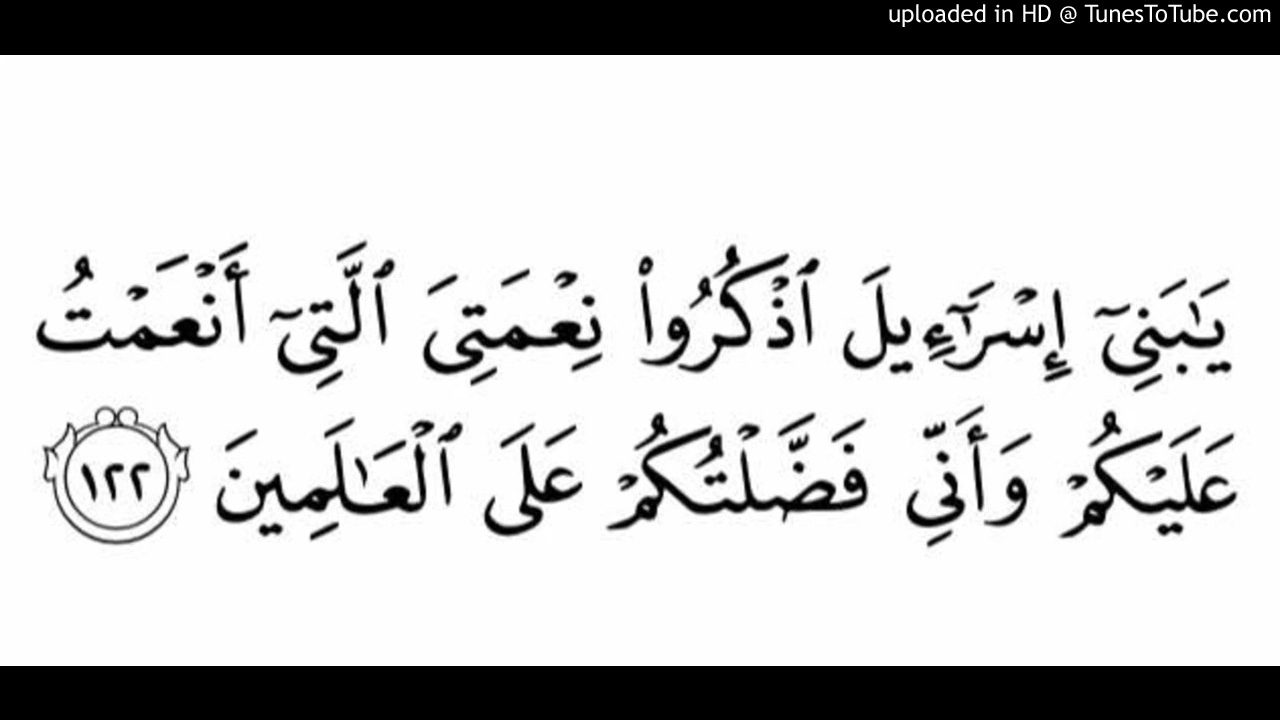 uploaded in HD @ TunesToTube.com
يَٰبَنِىٓ إِسْرَٰٓءِيلَ ٱذْكُرُوا۟ نِعْمَتِىَ ٱلَّتِىٓ أَنْعَمْتُ
عَلَيْكُمْ وَأَنِّى فَضَّلْتُكُمْ عَلَى ٱلْعَٰلَمِينَ ١٢٢